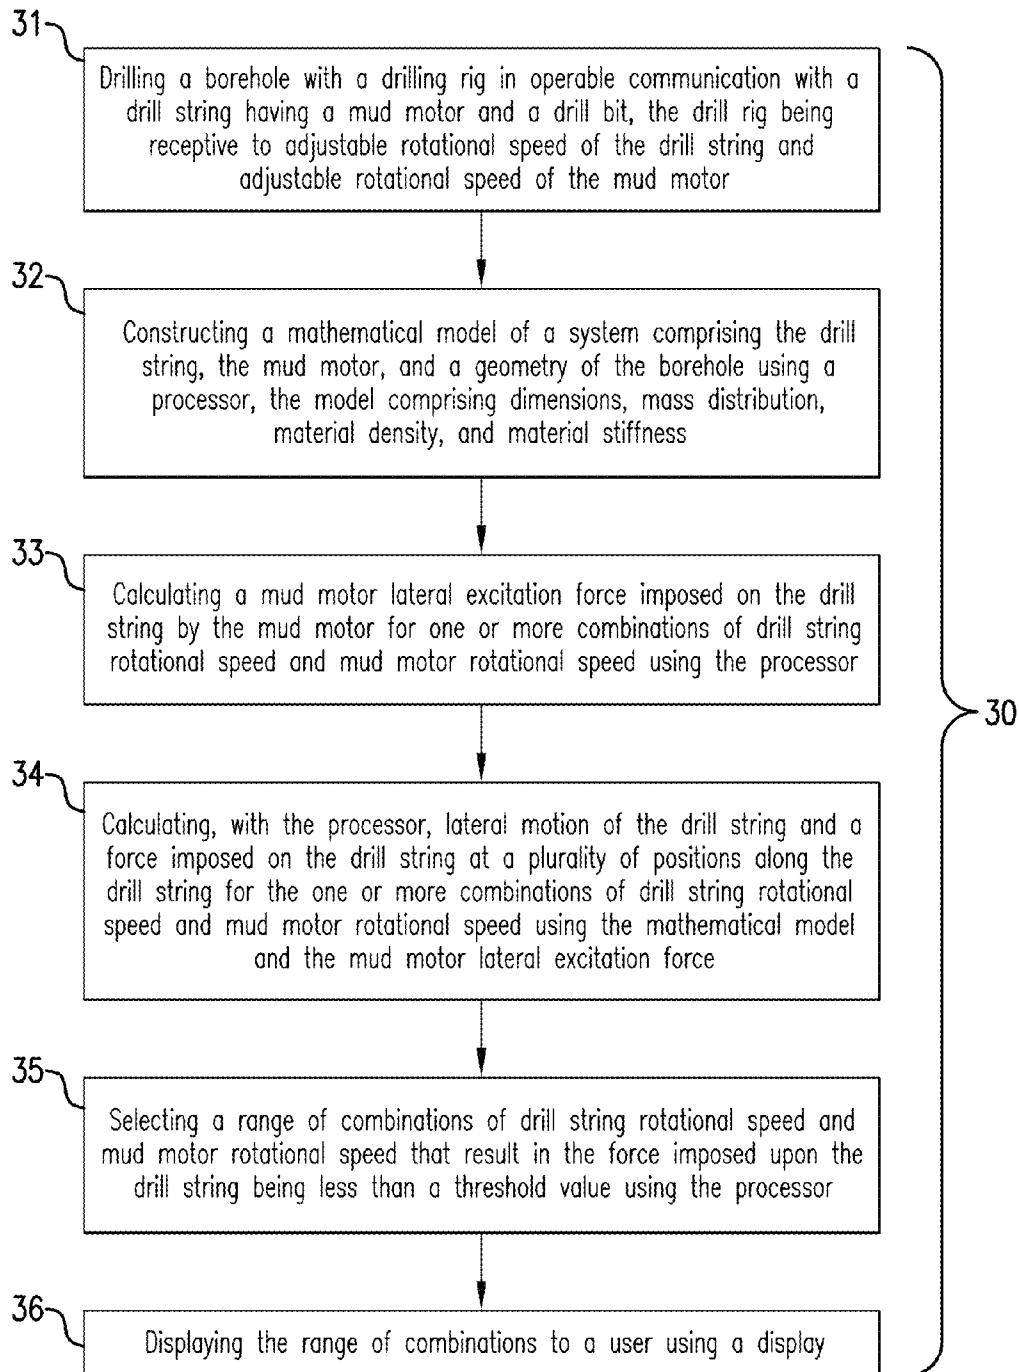 31
Drilling a borehole with a drilling rig in operable communication with a
drill string having a mud motor and a drill bit, the drill rig being
receptive to adjustable rotational speed of the drill string and
adjustable rotational speed of the mud motor
32
Constructing a mathematical model of a system comprising the drill
string, the mud motor, and a geometry of the borehole using a
processor, the model comprising dimensions, mass distribution,
material density, and material stiffness
33
Calculating a mud motor lateral excitation force imposed on the drill
string by the mud motor for one or more combinations of drill string
rotational speed and mud motor rotational speed using the processor
30
34
Calculating, with the processor, lateral motion of the drill string and a
force imposed on the drill string at a plurality of positions along the
drill string for the one or more combinations of drill string rotational
speed and mud motor rotational speed using the mathematical model
and the mud motor lateral excitation force
35
Selecting a range of combinations of drill string rotational speed and
mud motor rotational speed that result in the force imposed upon the
drill string being less than a threshold value using the processor
36
Displaying the range of combinations to a user using a display